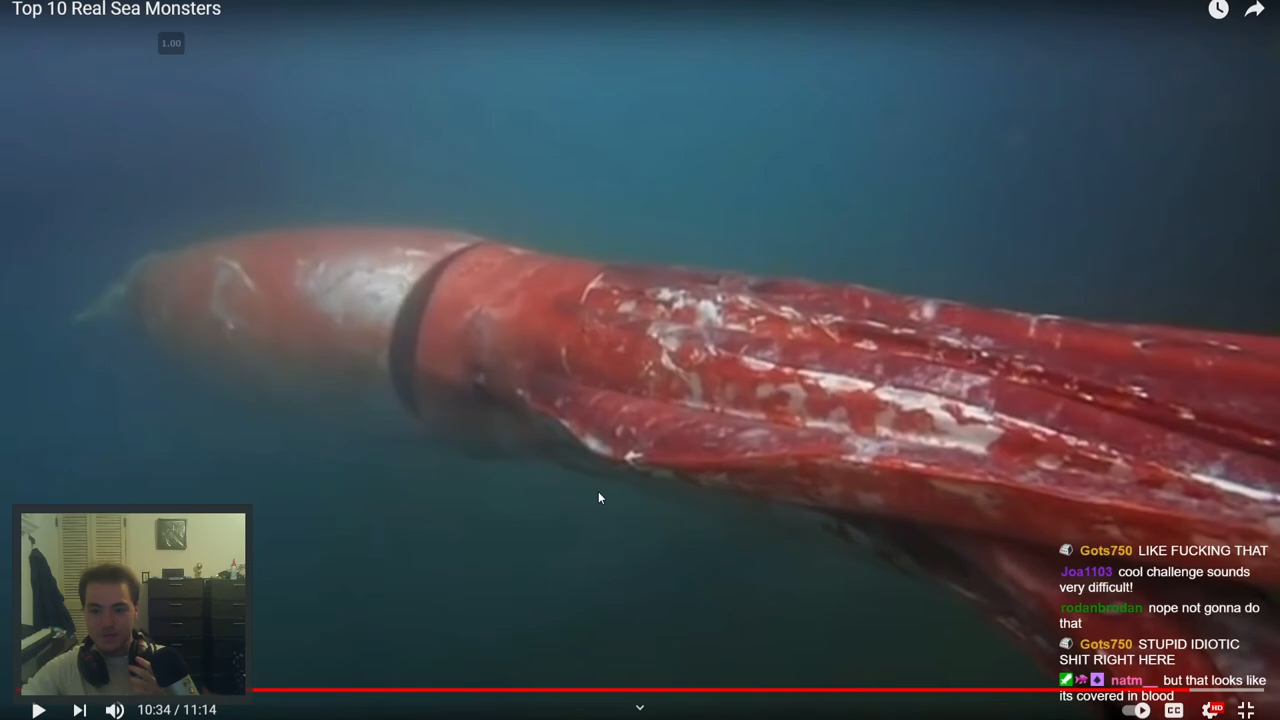 Top 10 Real Sea Monsters
1.00
Gots750 LIKE FUCKING THAT
Joa1103 cool challenge sounds
very difficult!
rodanbrodan nope not gonna do
that
Gots750 STUPID IDIOTIC
SHIT RIGHT HERE
natm__ but that looks like
its covered in blood
10:34 / 11:14
CC
HD